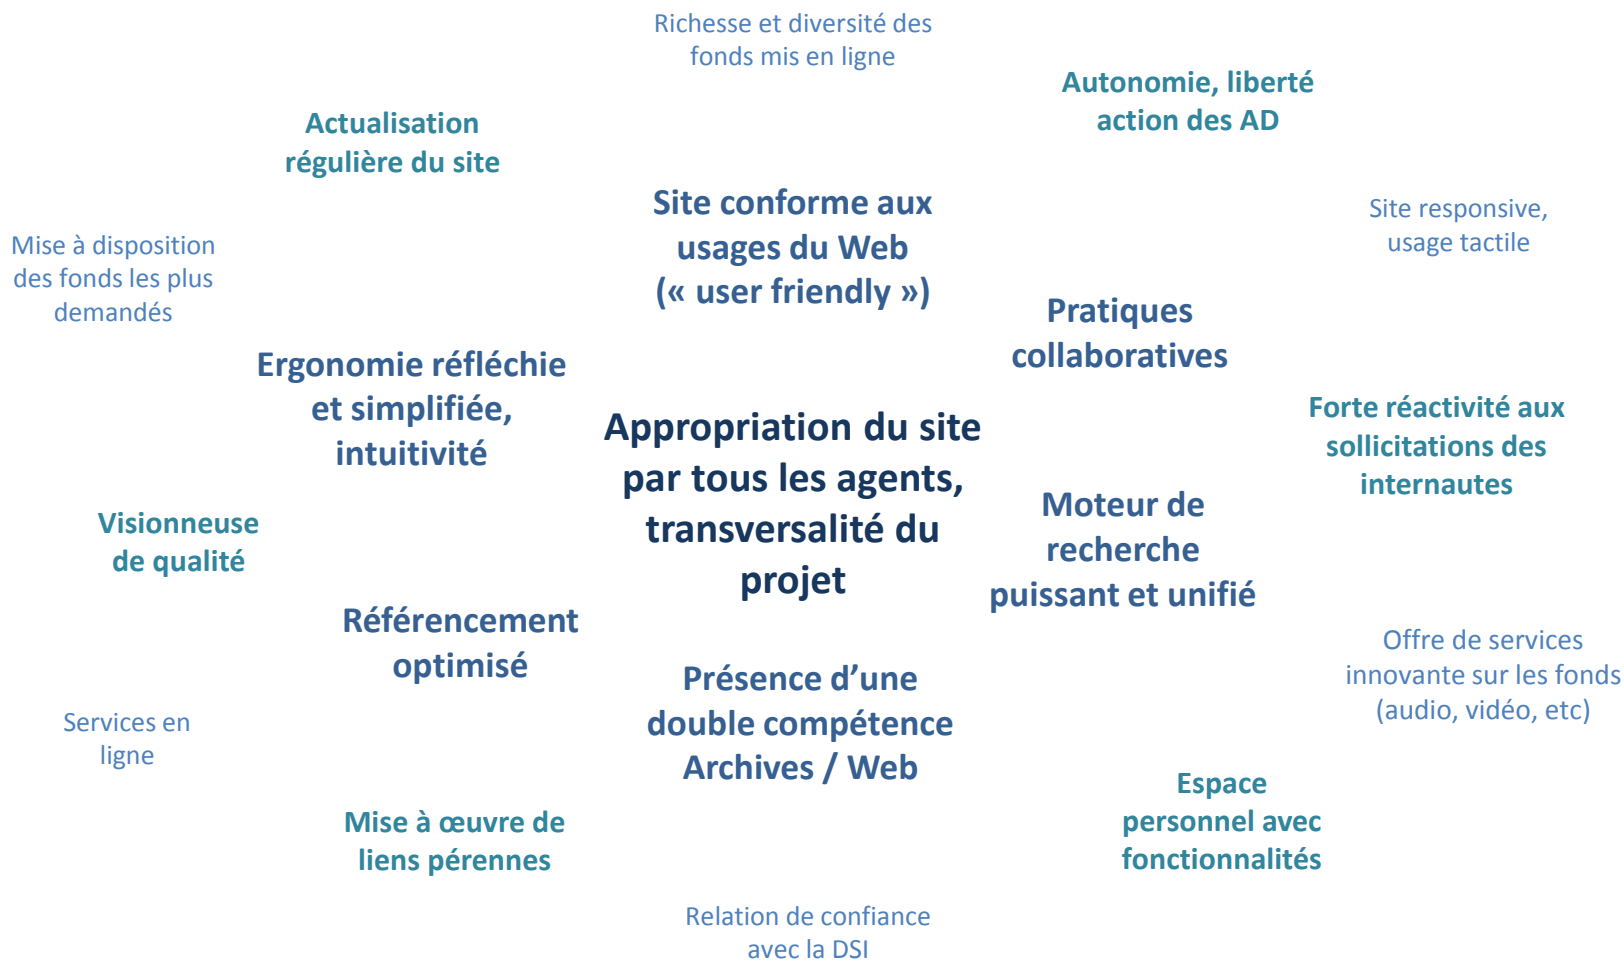 Richesse et diversité des
fonds mis en ligne
Autonomie, liberté
action des AD
Actualisation
régulière du site
Site conforme aux
usages du Web
(« user friendly »)
Site responsive,
usage tactile
Mise à disposition
des fonds les plus
demandés
Pratiques
collaboratives
Ergonomie réfléchie
et simplifiée,
intuitivité
Appropriation du site
par tous les agents,
transversalité du
projet
Forte réactivité aux
sollicitations des
internautes
Moteur de
recherche
puissant et unifié
Visionneuse
de qualité
Référencement
optimisé
Présence d’une
double compétence
Archives / Web
Offre de services
innovante sur les fonds
(audio, vidéo, etc)
Services en
ligne
Espace
personnel avec
fonctionnalités
Mise à œuvre de
liens pérennes
Relation de confiance
avec la DSI